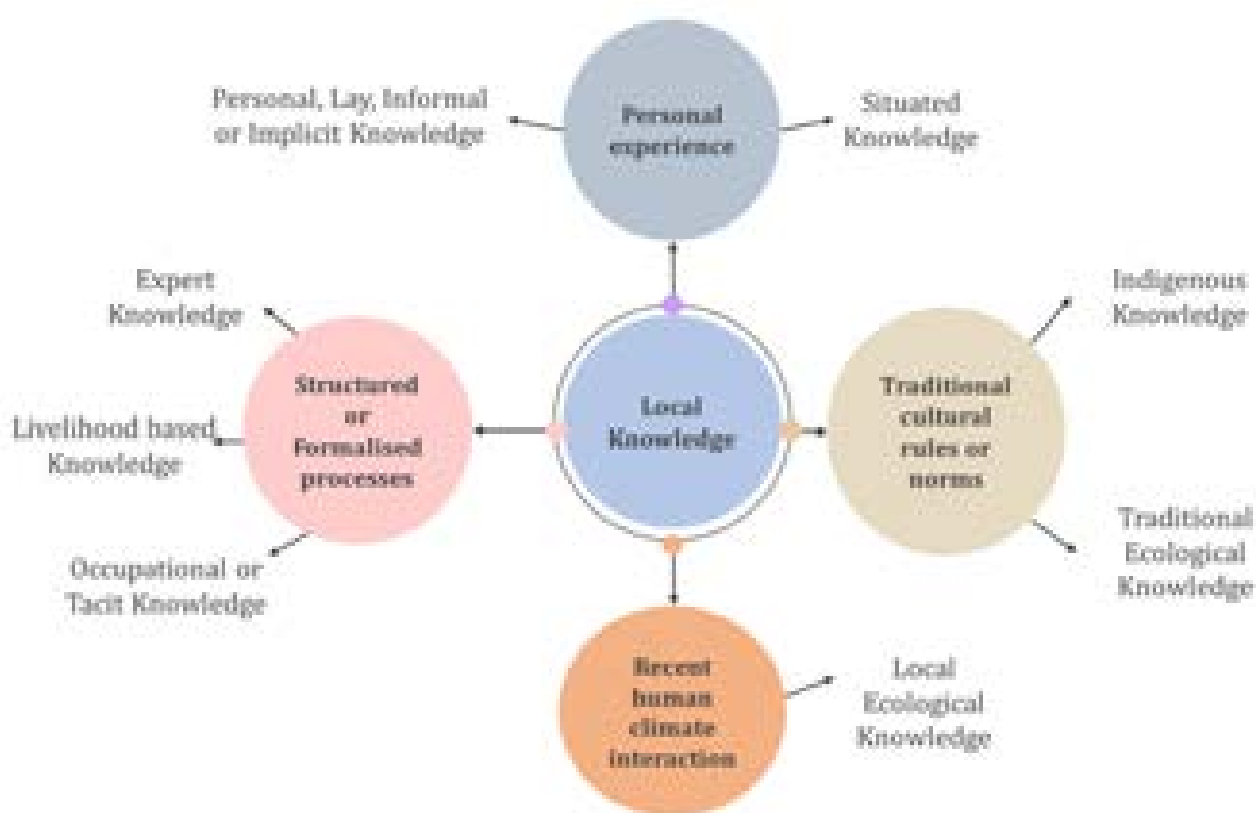 Personal experience
Personal, Lay, Informal
or Implicit Knowledge
Situated
Knowledge
Expert
Knowledge
Livelihood based
Knowledge
Occupational or
Tacit Knowledge
Structured
or
Formalised
processes
Local
Knowledge
Traditional
cultural
rules or
norms
Indigenous
Knowledge
Traditional
Ecological
Knowledge
Recent
human
climate
interaction
Local
Ecological
Knowledge